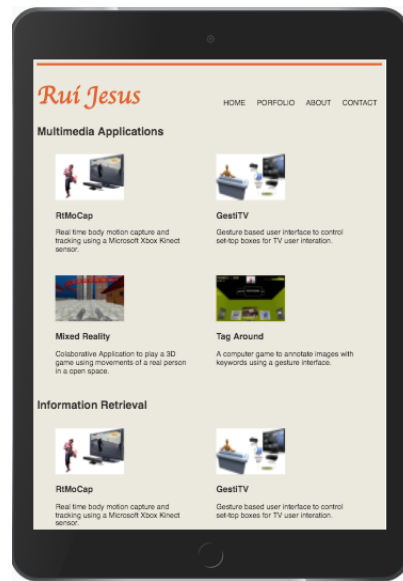 Rui Jesus
HOME PORFOLIO ABOUT CONTACT
Multimedia Applications
RtMoCap
Real time body motion capture and
tracking using a Microsoft Xbox Kinect
sensor.
GestiTV
Gesture based user interface to control
set-top boxes for TV user interation.
Mixed Reality
Colaborative Application to play a 3D
game using movements of a real person
in a open space.
Tag Around
A computer game to annotate images with
keywords using a gesture interface.
Information Retrieval
RtMoCap
Real time body motion capture and
tracking using a Microsoft Xbox Kinect
sensor.
GestiTV
Gesture based user interface to control
set-top boxes for TV user interation.